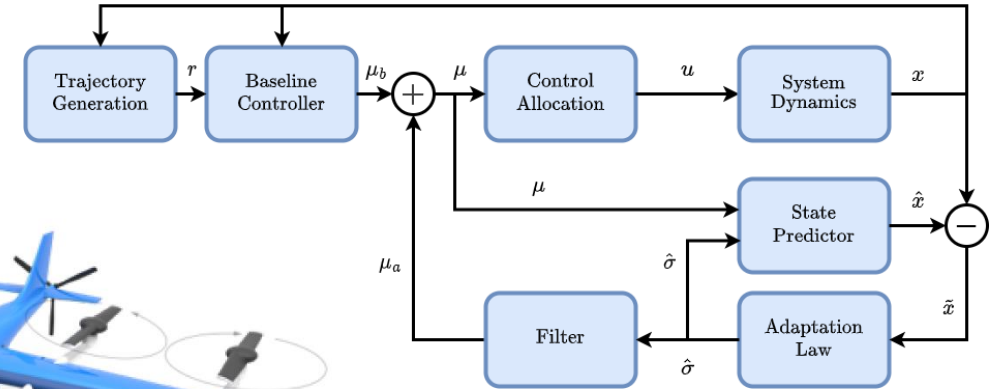 Trajectory
Generation
r
Baseline
Controller
μ_b
+
μ
Control
Allocation
u
System
Dynamics
x
μ
State
Predictor
x̂
−
σ̂
μ_a
Filter
σ̂
Adaptation
Law
x̃